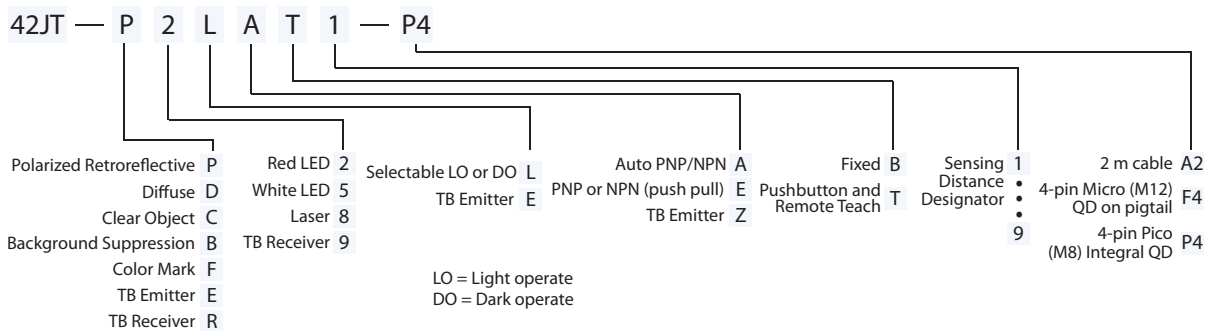 42JT — P 2 L A T 1 — P4
Polarized Retroreflective P
Diffuse D
Clear Object C
Background Suppression B
Color Mark F
TB Emitter E
TB Receiver R
Red LED 2
White LED 5
Laser 8
TB Receiver 9
Selectable LO or DO L
TB Emitter E
LO = Light operate
DO = Dark operate
Auto PNP/NPN A
PNP or NPN (push pull) E
TB Emitter Z
Fixed B
Pushbutton and
Remote Teach T
Sensing 1
Distance •
Designator •
•
9
2 m cable A2
4-pin Micro (M12)
QD on pigtail F4
4-pin Pico
(M8) Integral QD P4